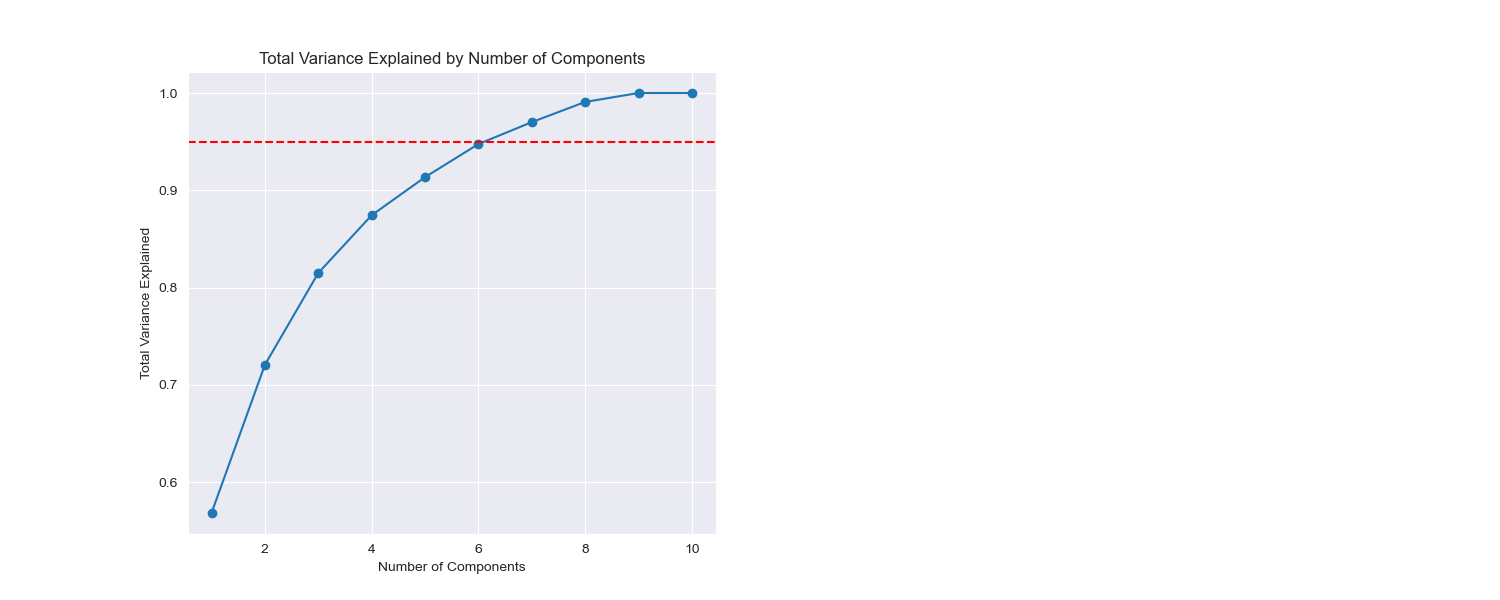 Total Variance Explained by Number of Components
1.0
0.9
0.8
0.7
0.6
Total Variance Explained
2 4 6 8 10
Number of Components